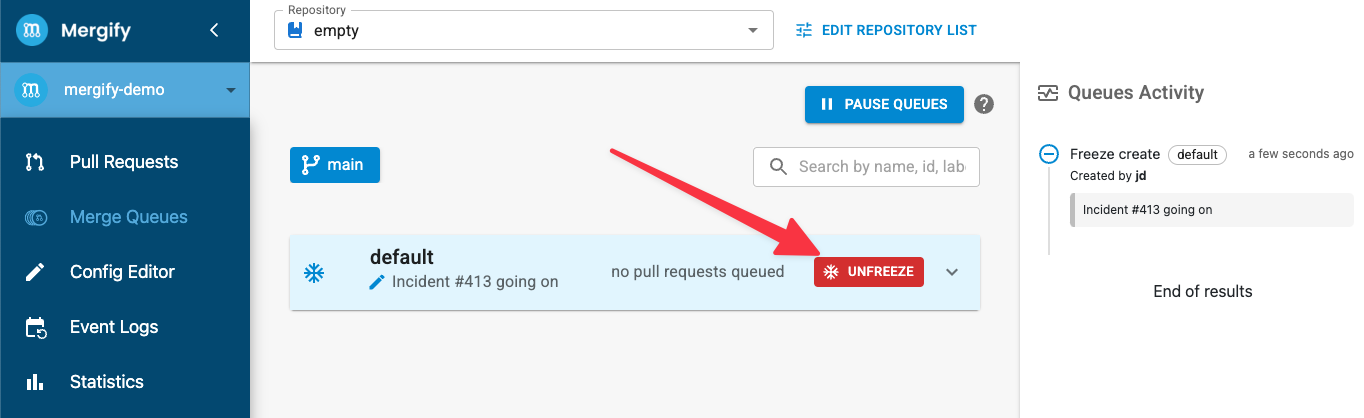 Mergify
mergify-demo
Pull Requests
Merge Queues
Config Editor
Event Logs
Statistics
Repository
empty
EDIT REPOSITORY LIST
PAUSE QUEUES
?
main
Search by name, id, lab
default
Incident #413 going on
no pull requests queued
UNFREEZE
Queues Activity
Freeze create default a few seconds ago
Created by jd
Incident #413 going on
End of results